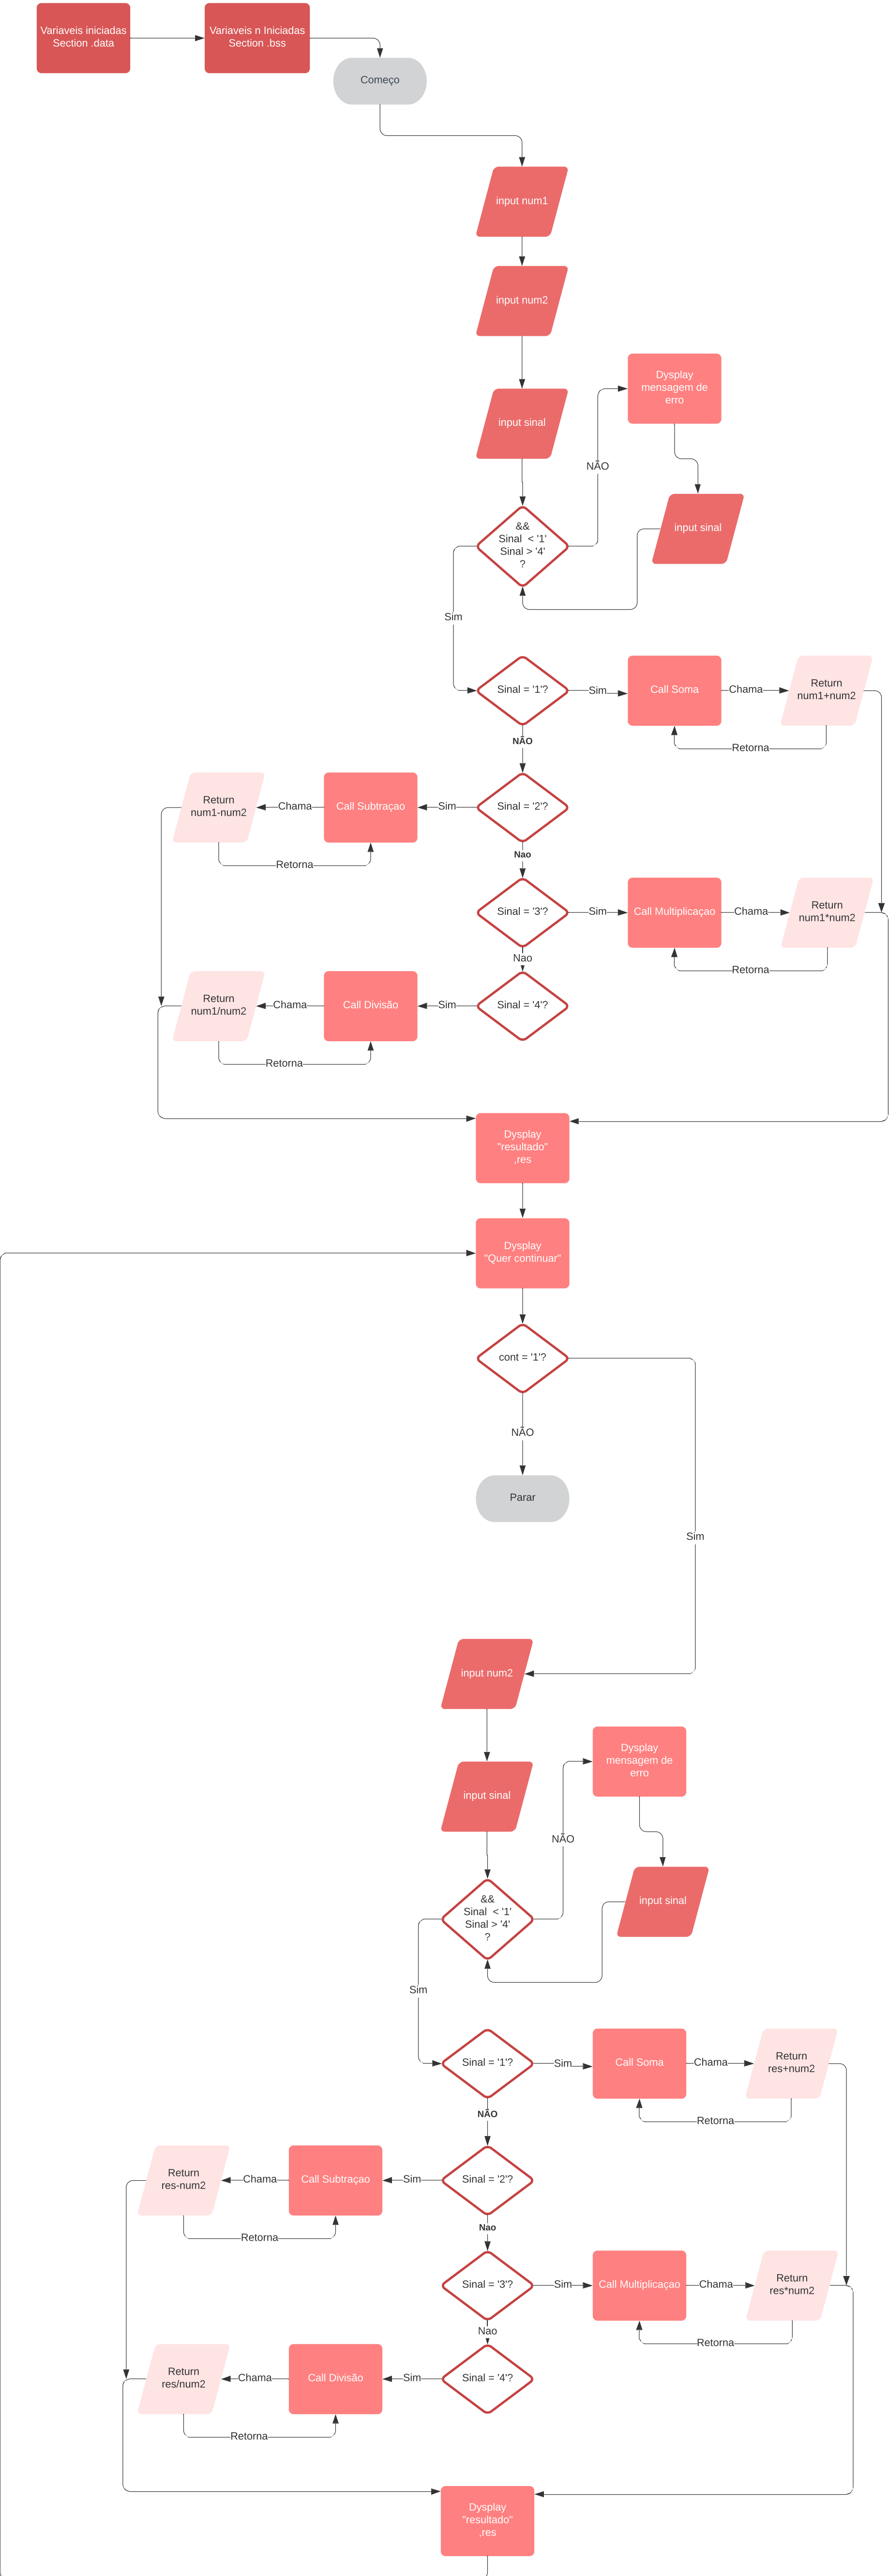 Variaveis iniciadas
Section .data
Variaveis n Iniciadas
Section .bss
Começo
input num1
input num2
input sinal
Dysplay
mensagem de
erro
NÃO
input sinal
&&
Sinal < '1'
Sinal > '4'
?
Sim
Sinal = '1'?
Sim
Call Soma
Chama
Return
num1+num2
Retorna
NÃO
Sinal = '2'?
Sim
Call Subtraçao
Chama
Return
num1-num2
Retorna
Nao
Sinal = '3'?
Sim
Call Multiplicaçao
Chama
Return
num1*num2
Retorna
Nao
Sinal = '4'?
Sim
Call Divisão
Chama
Return
num1/num2
Retorna
Dysplay
"resultado"
,res
Dysplay
"Quer continuar"
cont = '1'?
NÃO
Parar
Sim
input num2
input sinal
Dysplay
mensagem de
erro
NÃO
input sinal
&&
Sinal < '1'
Sinal > '4'
?
Sim
Sinal = '1'?
Sim
Call Soma
Chama
Return
res+num2
Retorna
NÃO
Sinal = '2'?
Sim
Call Subtraçao
Chama
Return
res-num2
Retorna
Nao
Sinal = '3'?
Sim
Call Multiplicaçao
Chama
Return
res*num2
Retorna
Nao
Sinal = '4'?
Sim
Call Divisão
Chama
Return
res/num2
Retorna
Dysplay
"resultado"
,res